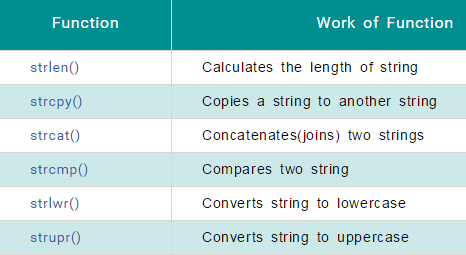 Function Work of Function
strlen() Calculates the length of string
strcpy() Copies a string to another string
strcat() Concatenates(joins) two strings
strcmp() Compares two string
strlwr() Converts string to lowercase
strupr() Converts string to uppercase